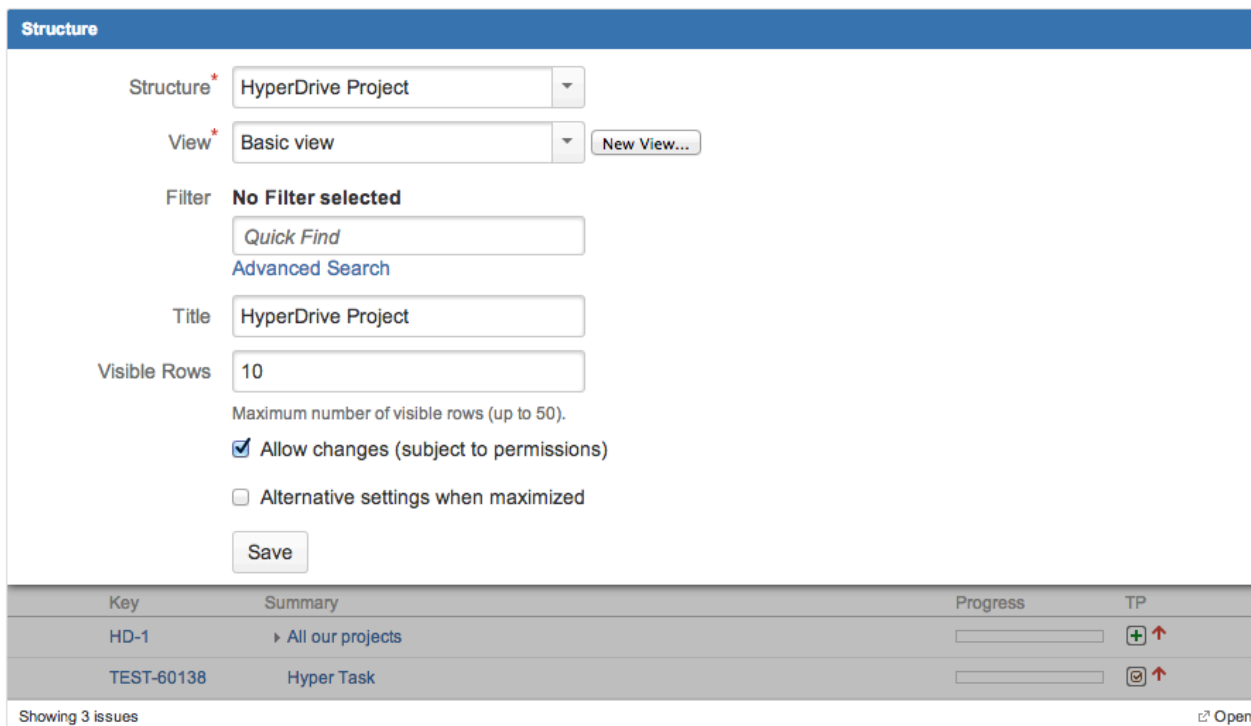 Structure
Structure* HyperDrive Project
View* Basic view New View...
Filter No Filter selected
Quick Find
Advanced Search
Title HyperDrive Project
Visible Rows 10
Maximum number of visible rows (up to 50).
Allow changes (subject to permissions)
Alternative settings when maximized
Save
Key Summary Progress TP
HD-1 All our projects
TEST-60138 Hyper Task
Showing 3 issues Open